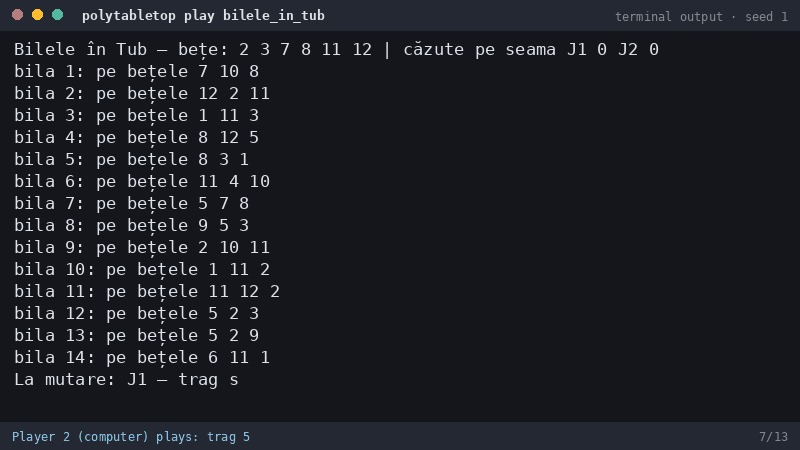 polytabletop play bilele_in_tub
terminal output · seed 1
Bilele în Tub — bețe: 2 3 7 8 11 12 | căzute pe seama J1 0 J2 0
bila 1: pe bețele 7 10 8
bila 2: pe bețele 12 2 11
bila 3: pe bețele 1 11 3
bila 4: pe bețele 8 12 5
bila 5: pe bețele 8 3 1
bila 6: pe bețele 11 4 10
bila 7: pe bețele 5 7 8
bila 8: pe bețele 9 5 3
bila 9: pe bețele 2 10 11
bila 10: pe bețele 1 11 2
bila 11: pe bețele 11 12 2
bila 12: pe bețele 5 2 3
bila 13: pe bețele 5 2 9
bila 14: pe bețele 6 11 1
La mutare: J1 — trag s
Player 2 (computer) plays: trag 5
7/13